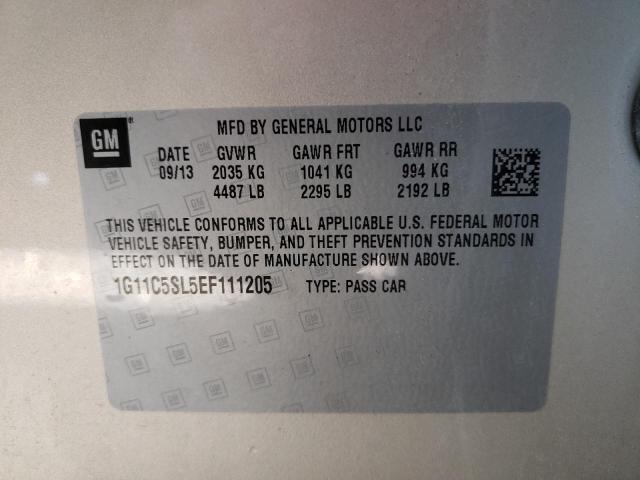 GM
MFD BY GENERAL MOTORS LLC
DATE GVWR GAWR FRT GAWR RR
09/13 2035 KG 1041 KG 994 KG
4487 LB 2295 LB 2192 LB
THIS VEHICLE CONFORMS TO ALL APPLICABLE U.S. FEDERAL MOTOR
VEHICLE SAFETY, BUMPER, AND THEFT PREVENTION STANDARDS IN
EFFECT ON THE DATE OF MANUFACTURE SHOWN ABOVE.
1G11C5SL5EF111205 TYPE: PASS CAR